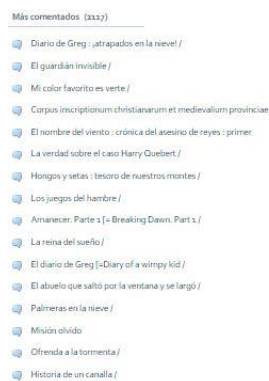 Más comentados (2117)
Diario de Greg : ¡atrapados en la nieve! /
El guardián invisible /
Mi color favorito es verte /
Corpus inscriptionum christianarum et medievalium provinciae
El nombre del viento : crónica del asesino de reyes : primer
La verdad sobre el caso Harry Quebert /
Hongos y setas : tesoro de nuestros montes /
Los juegos del hambre /
Amanecer. Parte 1 [= Breaking Dawn. Part 1 /
La reina del sueño /
El diario de Greg [=Diary of a wimpy kid /
El abuelo que saltó por la ventana y se largó /
Palmeras en la nieve /
Misión olvido
Ofrenda a la tormenta /
Historia de un canalla /